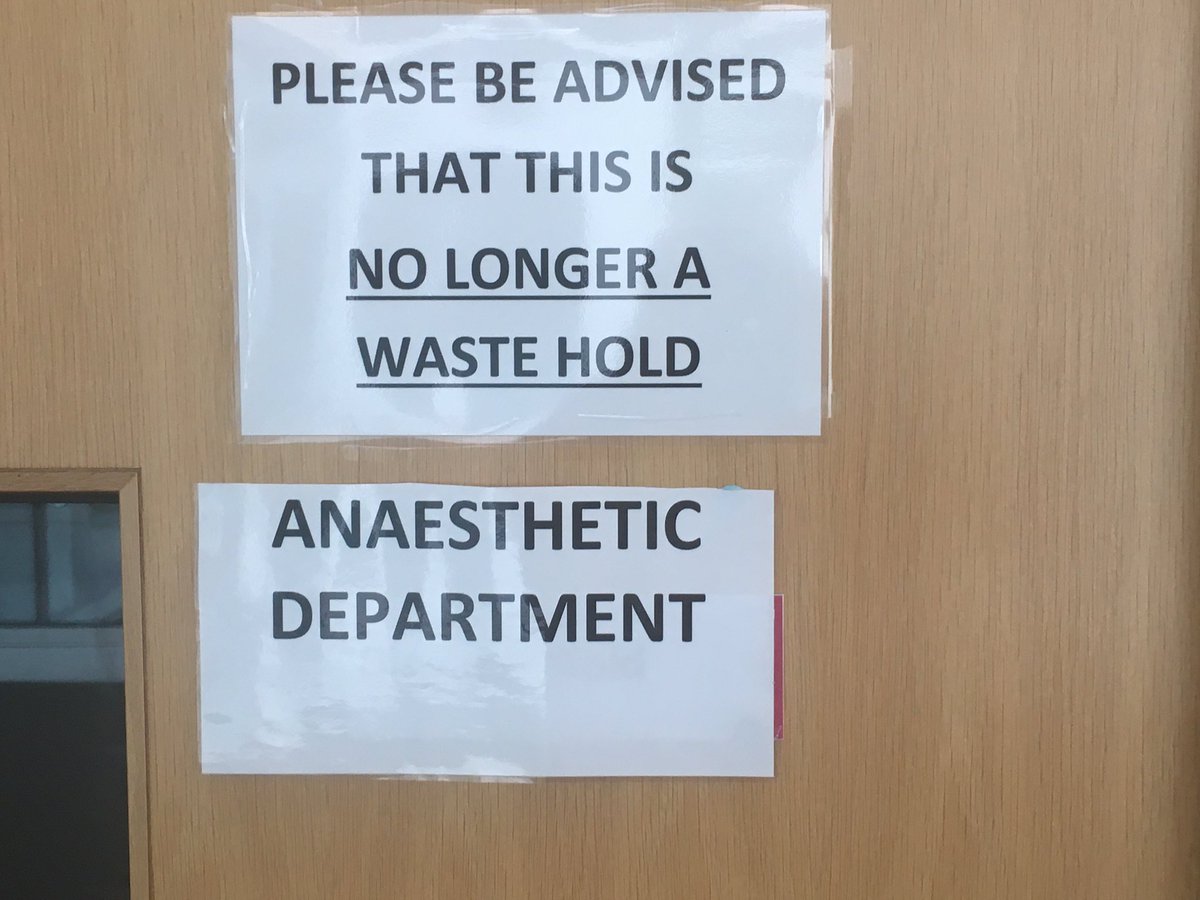 PLEASE BE ADVISED
THAT THIS IS
NO LONGER A
WASTE HOLD
ANAESTHETIC
DEPARTMENT